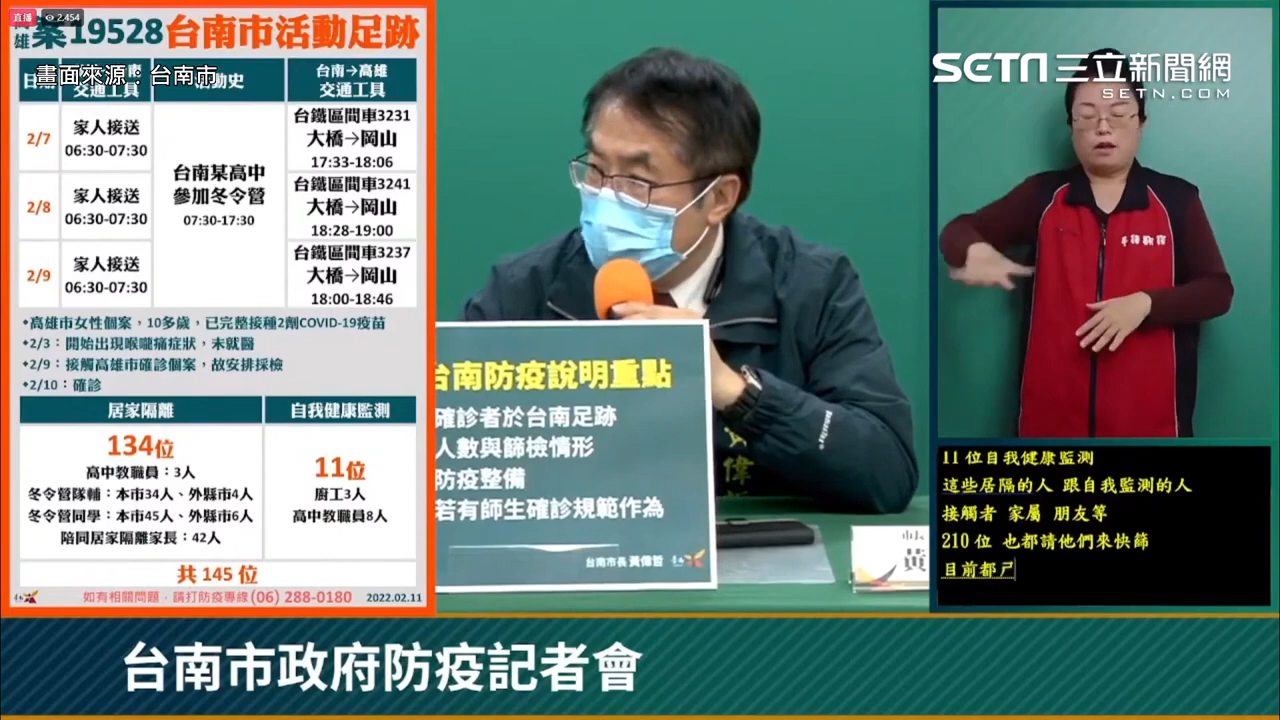 直播 2,454
雄 案19528台南市活動足跡
畫面來源：台南市
交通工具
台南→高雄
交通工具
2/7
家人接送
06:30-07:30
台鐵區間車3231
大橋→岡山
17:33-18:06
台南某高中
參加冬令營
07:30-17:30
2/8
家人接送
06:30-07:30
台鐵區間車3241
大橋→岡山
18:28-19:00
2/9
家人接送
06:30-07:30
台鐵區間車3237
大橋→岡山
18:00-18:46
•高雄市女性個案，10多歲，已完整接種2劑COVID-19疫苗
•2/3：開始出現喉嚨痛症狀，未就醫
•2/9：接觸高雄市確診個案，故安排採檢
•2/10：確診
居家隔離
自我健康監測
134位
高中教職員：3人
冬令營隊輔：本市34人、外縣市4人
冬令營同學：本市45人、外縣市6人
陪同居家隔離家長：42人
11位
廚工3人
高中教職員8人
共 145 位
如有相關問題，請打防疫專線(06) 288-0180 2022.02.11
台南防疫說明重點
確診者於台南足跡
人數與篩檢情形
防疫整備
若有師生確診規範作為
台南市長 黃偉哲
偉
市長
黃
SETN三立新聞網
SETN.COM
11 位自我健康監測
這些居隔的人 跟自我監測的人
接觸者 家屬 朋友等
210 位 也都請他們來快篩
目前都ㄕ
台南市政府防疫記者會